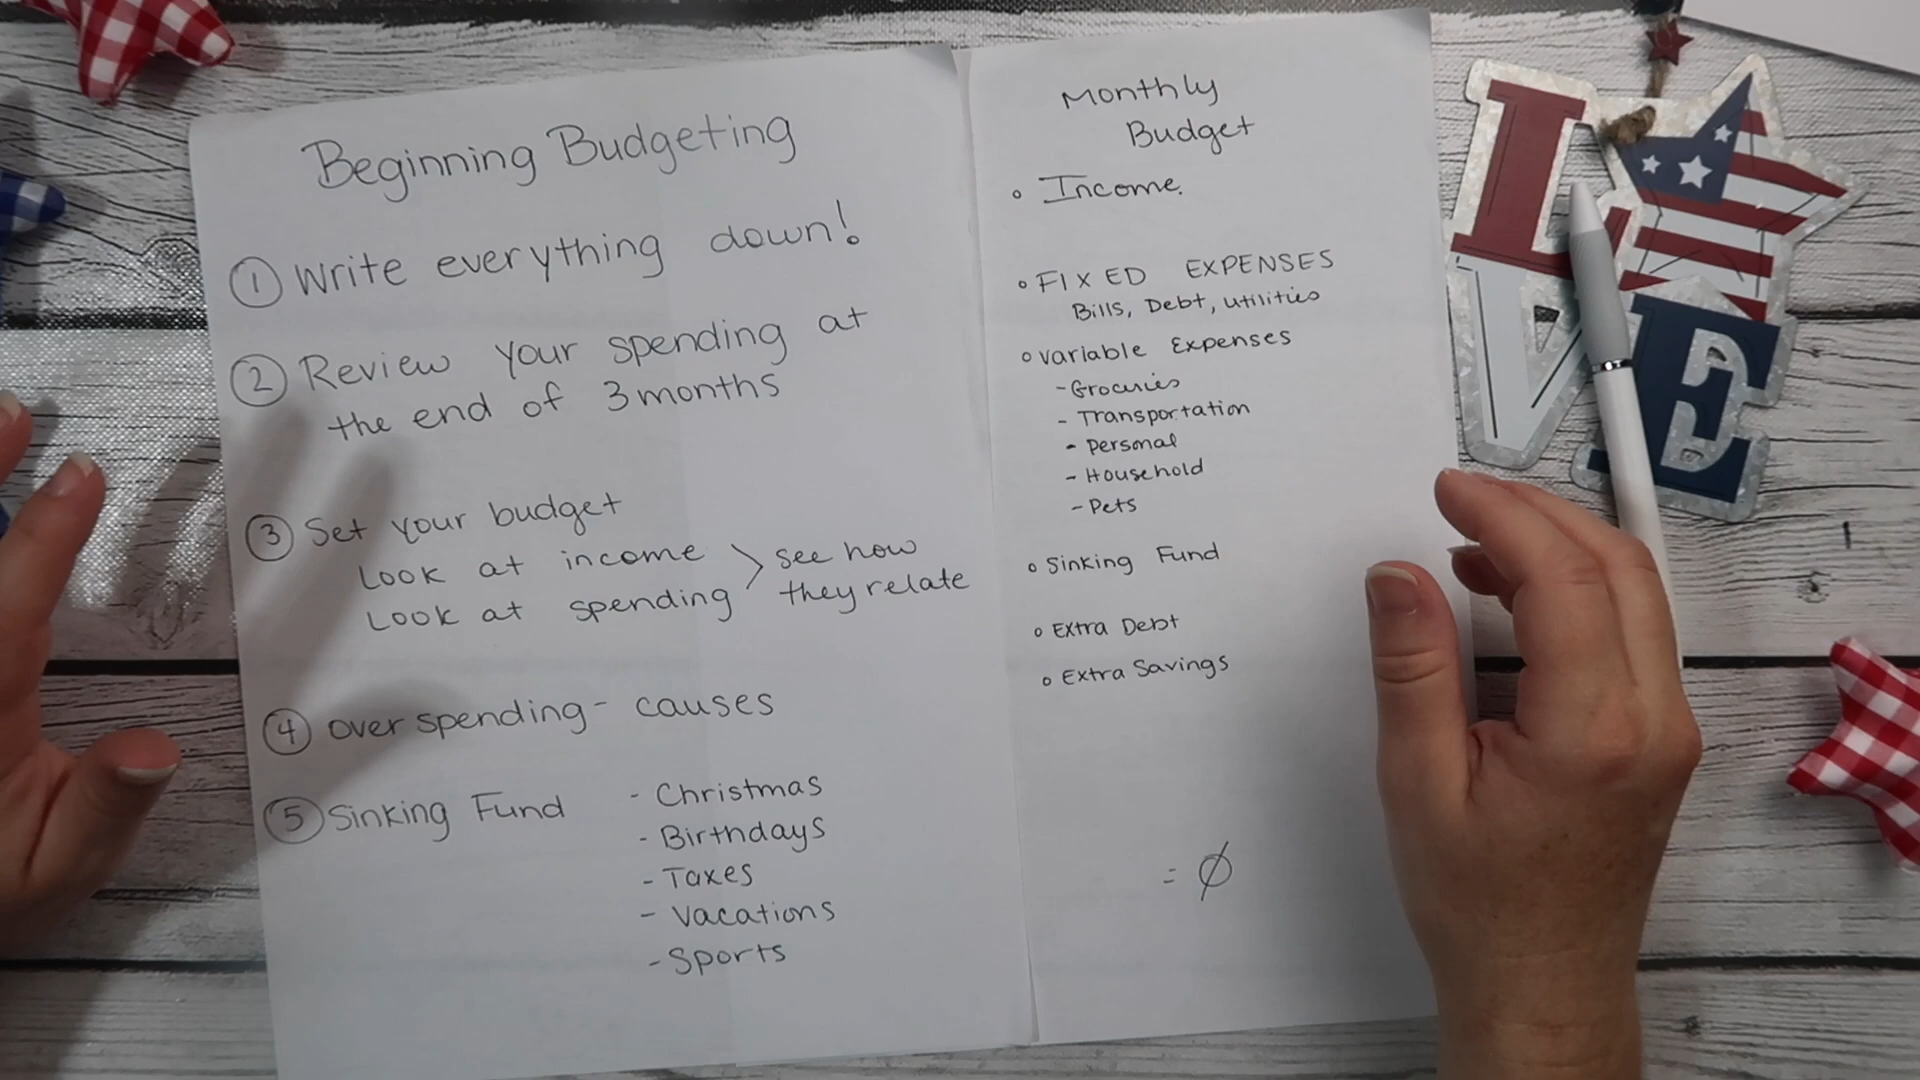 Beginning Budgeting
① Write everything down!
② Review your spending at
the end of 3 months
③ Set your budget
Look at income > see how
Look at spending they relate
④ overspending - causes
⑤ Sinking Fund - Christmas
- Birthdays
- Taxes
- Vacations
- Sports
Monthly
Budget
◦ Income.
◦ FIXED EXPENSES
Bills, Debt, utilities
◦ variable Expenses
- Groceries
- Transportation
- Personal
- Household
- Pets
◦ Sinking Fund
◦ Extra Debt
◦ Extra Savings
= ∅
LOVE